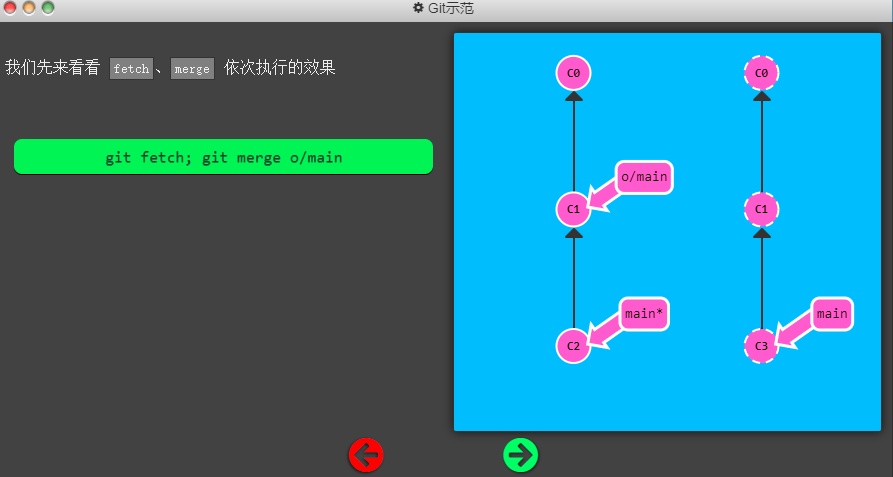 Git示范
我们先来看看 fetch、merge 依次执行的效果
git fetch; git merge o/main
C0
C0
o/main
C1
C1
main*
main
C2
C3